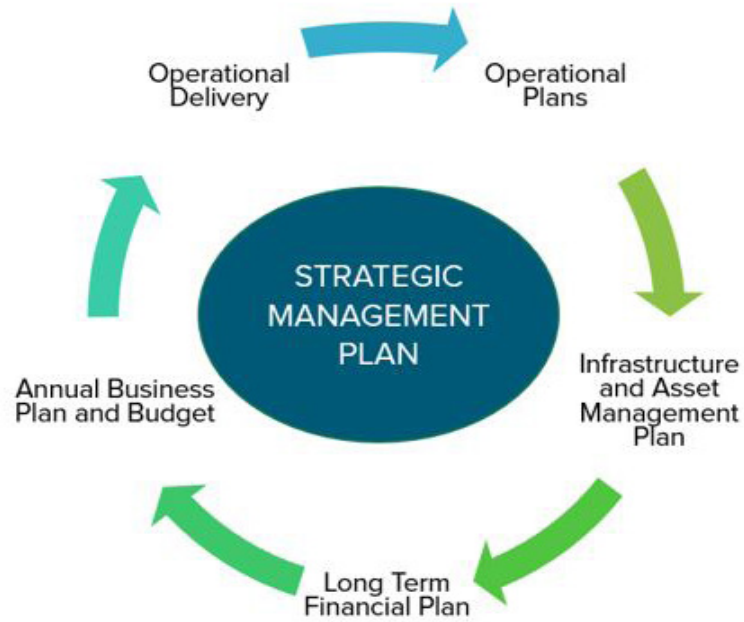 Operational
Delivery
Operational
Plans
STRATEGIC
MANAGEMENT
PLAN
Infrastructure
and Asset
Management
Plan
Annual Business
Plan and Budget
Long Term
Financial Plan